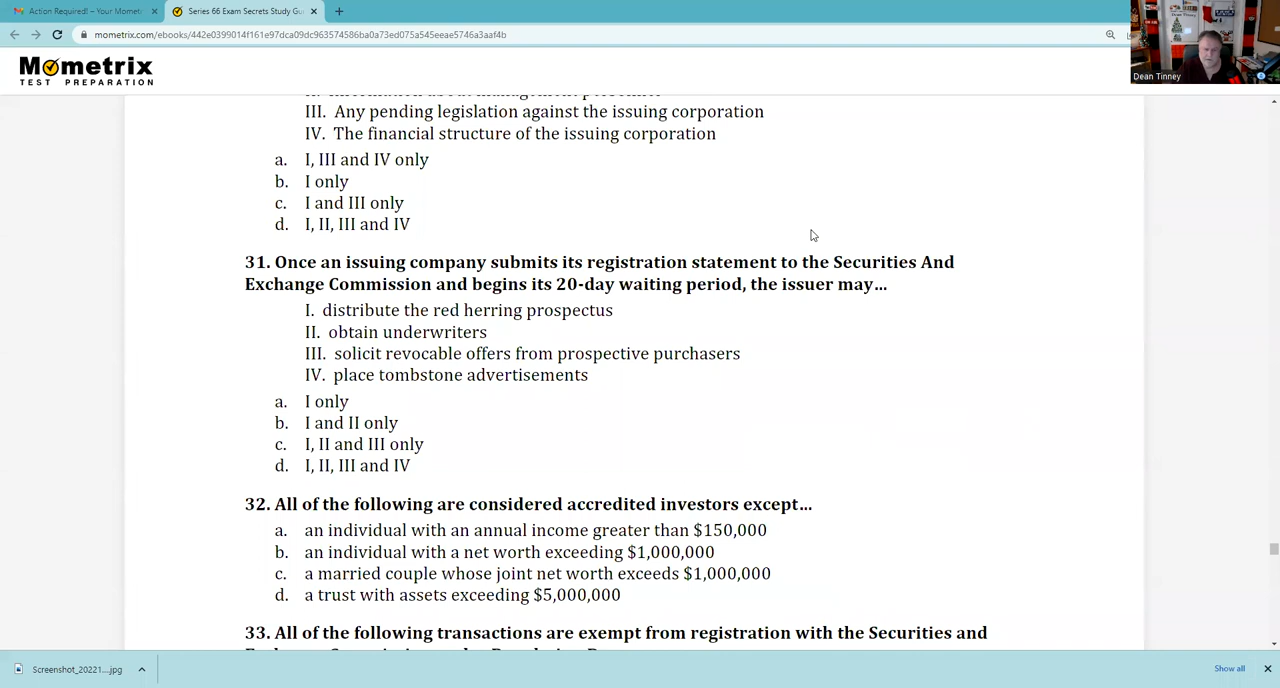 Action Required! – Your Momet
Series 66 Exam Secrets Study Gu
mometrix.com/ebooks/442e0399014f161e97dca09dc963574586ba0a73ed075a545eeae5746a3aaf4b
Mometrix
TEST PREPARATION
Dean Tinney
III. Any pending legislation against the issuing corporation
IV. The financial structure of the issuing corporation
a. I, III and IV only
b. I only
c. I and III only
d. I, II, III and IV
31. Once an issuing company submits its registration statement to the Securities And
Exchange Commission and begins its 20-day waiting period, the issuer may...
I. distribute the red herring prospectus
II. obtain underwriters
III. solicit revocable offers from prospective purchasers
IV. place tombstone advertisements
a. I only
b. I and II only
c. I, II and III only
d. I, II, III and IV
32. All of the following are considered accredited investors except...
a. an individual with an annual income greater than $150,000
b. an individual with a net worth exceeding $1,000,000
c. a married couple whose joint net worth exceeds $1,000,000
d. a trust with assets exceeding $5,000,000
33. All of the following transactions are exempt from registration with the Securities and
Screenshot_20221....jpg
Show all